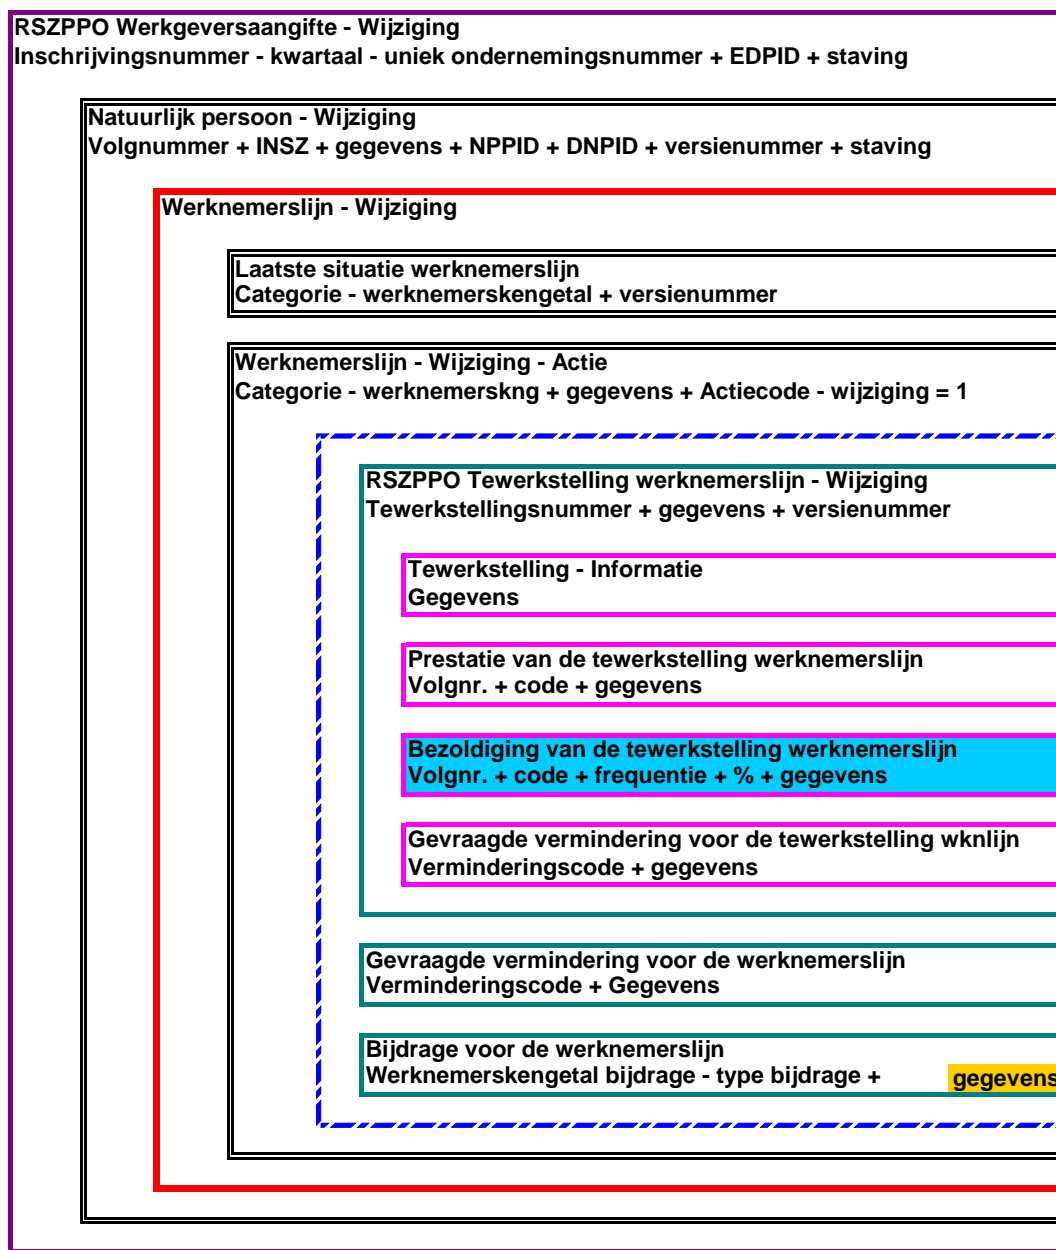 RSZPPO Werkgeversaangifte - Wijziging
Inschrijvingsnummer - kwartaal - uniek ondernemingsnummer + EDPID + staving
Natuurlijk persoon - Wijziging
Volgnummer + INSZ + gegevens + NPPID + DNPID + versienummer + staving
Werknemerslijn - Wijziging
Laatste situatie werknemerslijn
Categorie - werknemerskengetal + versienummer
Werknemerslijn - Wijziging - Actie
Categorie - werknemerskng + gegevens + Actiecode - wijziging = 1
RSZPPO Tewerkstelling werknemerslijn - Wijziging
Tewerkstellingsnummer + gegevens + versienummer
Tewerkstelling - Informatie
Gegevens
Prestatie van de tewerkstelling werknemerslijn
Volgnr. + code + gegevens
Bezoldiging van de tewerkstelling werknemerslijn
Volgnr. + code + frequentie + % + gegevens
Gevraagde vermindering voor de tewerkstelling wknlijn
Verminderingscode + gegevens
Gevraagde vermindering voor de werknemerslijn
Verminderingscode + Gegevens
Bijdrage voor de werknemerslijn
Werknemerskengetal bijdrage - type bijdrage + gegevens